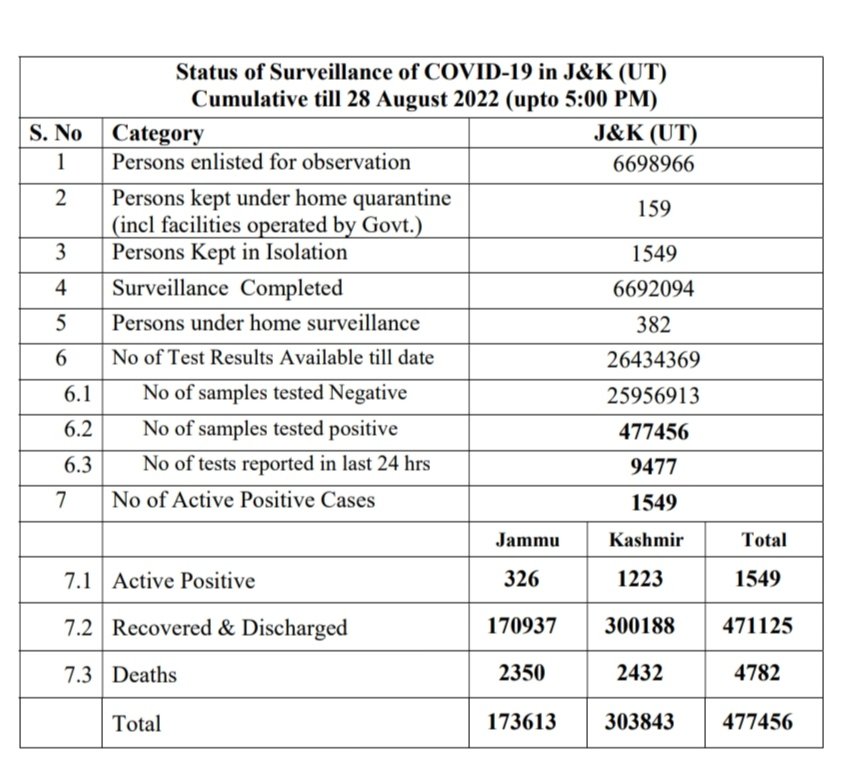 Status of Surveillance of COVID-19 in J&K (UT)
Cumulative till 28 August 2022 (upto 5:00 PM)
S. No Category J&K (UT)
1 Persons enlisted for observation 6698966
2 Persons kept under home quarantine
(incl facilities operated by Govt.) 159
3 Persons Kept in Isolation 1549
4 Surveillance Completed 6692094
5 Persons under home surveillance 382
6 No of Test Results Available till date 26434369
6.1 No of samples tested Negative 25956913
6.2 No of samples tested positive 477456
6.3 No of tests reported in last 24 hrs 9477
7 No of Active Positive Cases 1549
Jammu Kashmir Total
7.1 Active Positive 326 1223 1549
7.2 Recovered & Discharged 170937 300188 471125
7.3 Deaths 2350 2432 4782
Total 173613 303843 477456